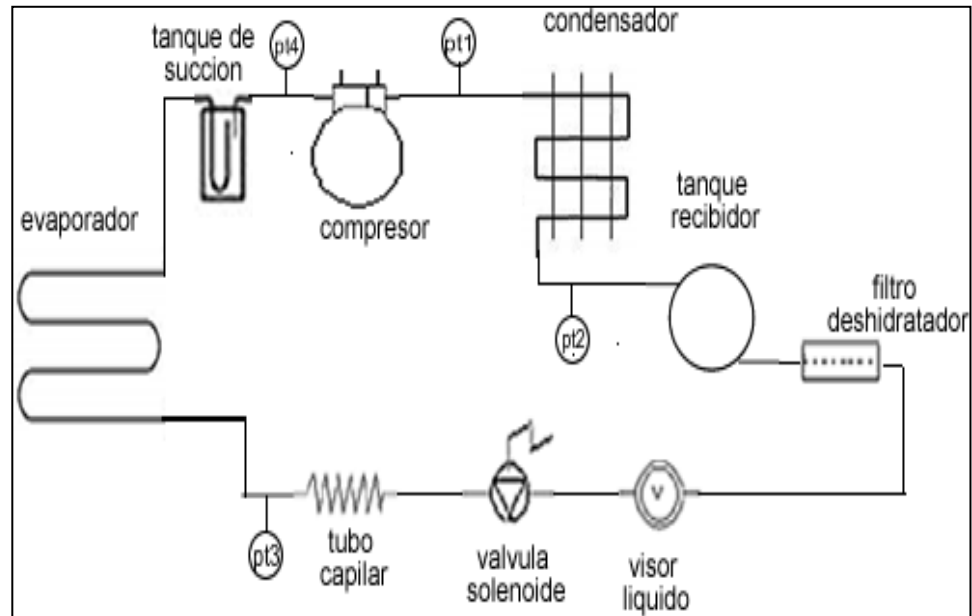 condensador
tanque de
succion
pt4
pt1
compresor
tanque
recibidor
evaporador
filtro
deshidratador
pt2
v
pt3
tubo
capilar
valvula
solenoide
visor
liquido